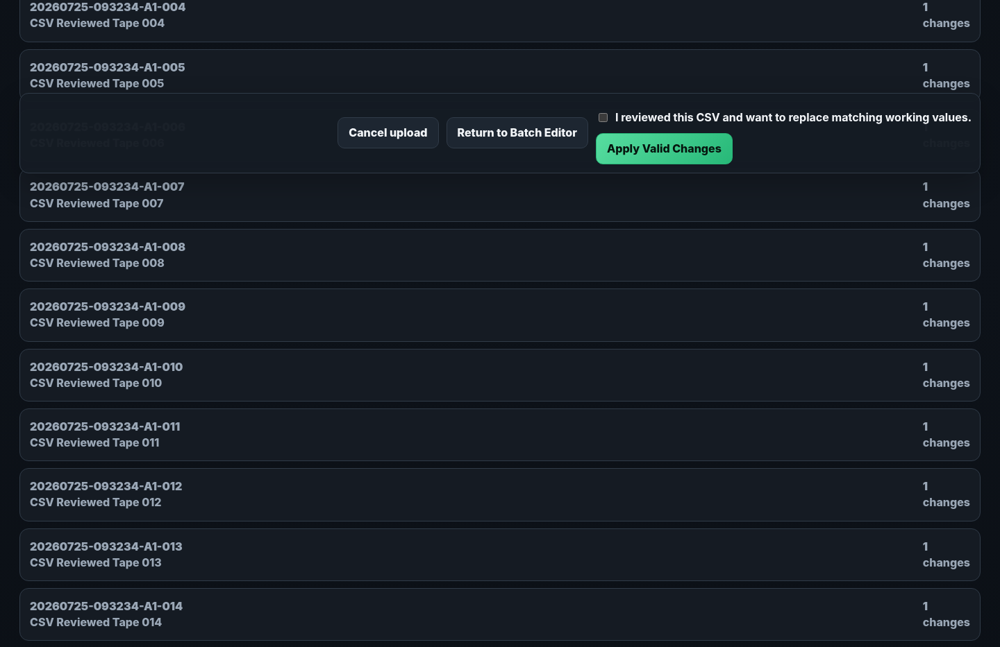 20260725-093234-A1-004
CSV Reviewed Tape 004
1
changes
20260725-093234-A1-005
CSV Reviewed Tape 005
1
changes
20260725-093234-A1-006
CSV Reviewed Tape 006
changes
Cancel upload
Return to Batch Editor
I reviewed this CSV and want to replace matching working values.
Apply Valid Changes
20260725-093234-A1-007
CSV Reviewed Tape 007
1
changes
20260725-093234-A1-008
CSV Reviewed Tape 008
1
changes
20260725-093234-A1-009
CSV Reviewed Tape 009
1
changes
20260725-093234-A1-010
CSV Reviewed Tape 010
1
changes
20260725-093234-A1-011
CSV Reviewed Tape 011
1
changes
20260725-093234-A1-012
CSV Reviewed Tape 012
1
changes
20260725-093234-A1-013
CSV Reviewed Tape 013
1
changes
20260725-093234-A1-014
CSV Reviewed Tape 014
1
changes